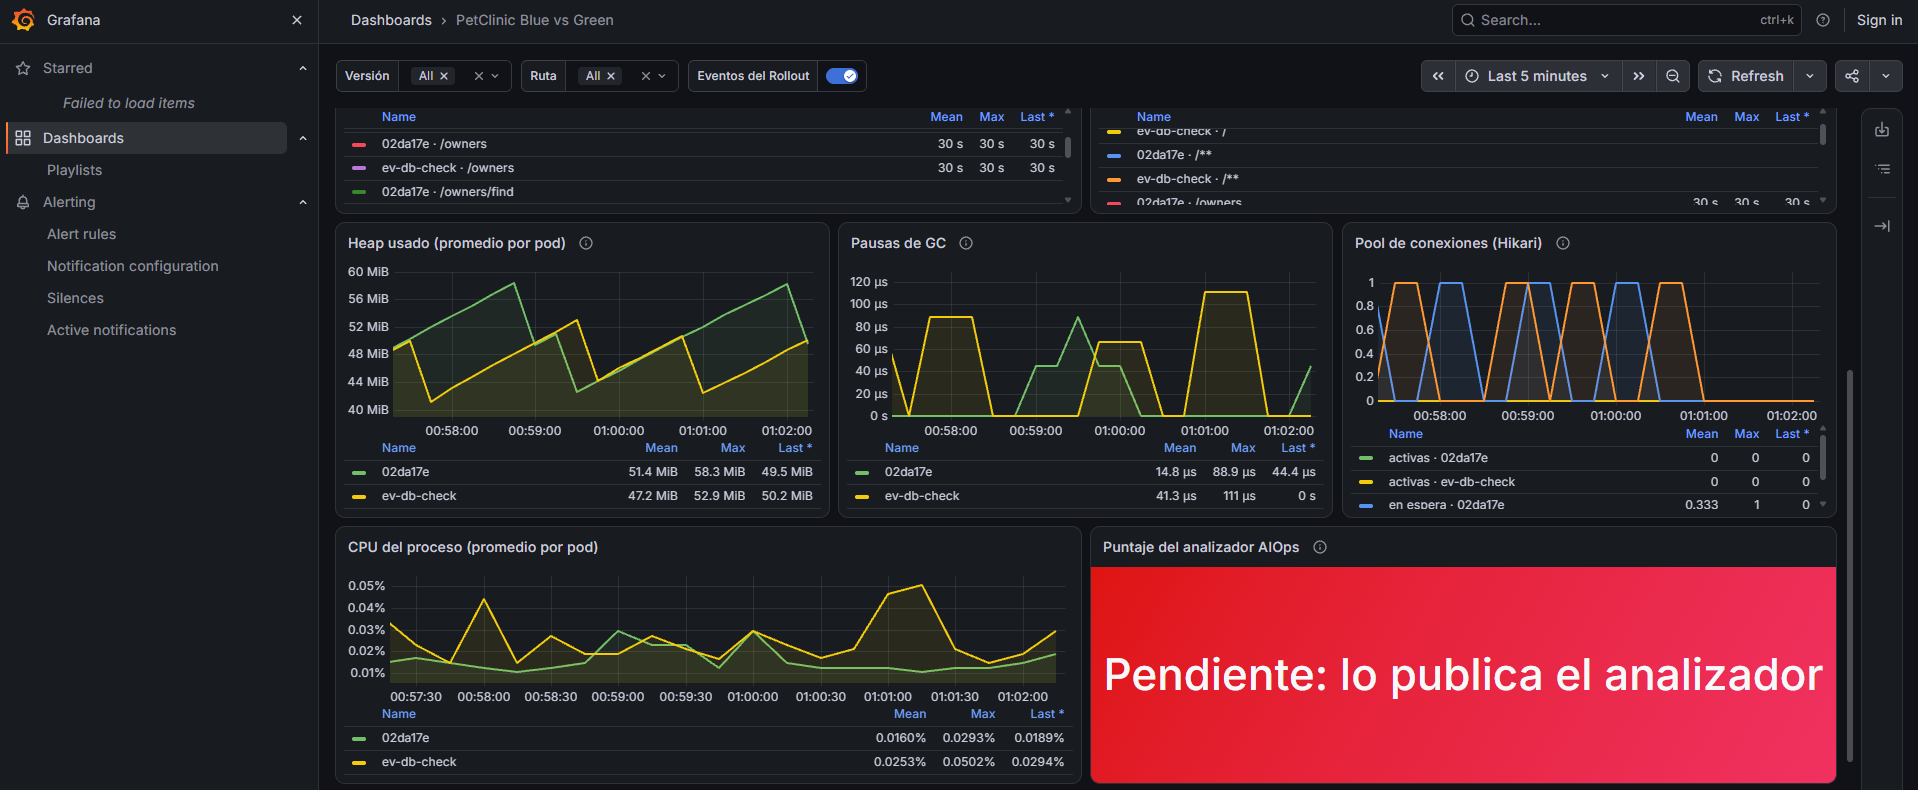 Grafana
Dashboards › PetClinic Blue vs Green
Search...
ctrl+k
Sign in
Starred
Failed to load items
Dashboards
Playlists
Alerting
Alert rules
Notification configuration
Silences
Active notifications
Versión All
Ruta All
Eventos del Rollout
Last 5 minutes
Refresh
Name Mean Max Last *
02da17e · /owners 30 s 30 s 30 s
ev-db-check · /owners 30 s 30 s 30 s
02da17e · /owners/find
Name Mean Max Last *
ev-db-check · /
02da17e · /**
ev-db-check · /**
02da17e · /owners 30 s 30 s 30 s
Heap usado (promedio por pod)
60 MiB
56 MiB
52 MiB
48 MiB
44 MiB
40 MiB
00:58:00 00:59:00 01:00:00 01:01:00 01:02:00
Name Mean Max Last *
02da17e 51.4 MiB 58.3 MiB 49.5 MiB
ev-db-check 47.2 MiB 52.9 MiB 50.2 MiB
Pausas de GC
120 µs
100 µs
80 µs
60 µs
40 µs
20 µs
0 s
00:58:00 00:59:00 01:00:00 01:01:00 01:02:00
Name Mean Max Last *
02da17e 14.8 µs 88.9 µs 44.4 µs
ev-db-check 41.3 µs 111 µs 0 s
Pool de conexiones (Hikari)
1
0.8
0.6
0.4
0.2
0
00:58:00 00:59:00 01:00:00 01:01:00 01:02:00
Name Mean Max Last *
activas · 02da17e 0 0 0
activas · ev-db-check 0 0 0
en espera · 02da17e 0.333 1 0
CPU del proceso (promedio por pod)
0.05%
0.04%
0.03%
0.02%
0.01%
00:57:30 00:58:00 00:58:30 00:59:00 00:59:30 01:00:00 01:00:30 01:01:00 01:01:30 01:02:00
Name Mean Max Last *
02da17e 0.0160% 0.0293% 0.0189%
ev-db-check 0.0253% 0.0502% 0.0294%
Puntaje del analizador AIOps
Pendiente: lo publica el analizador